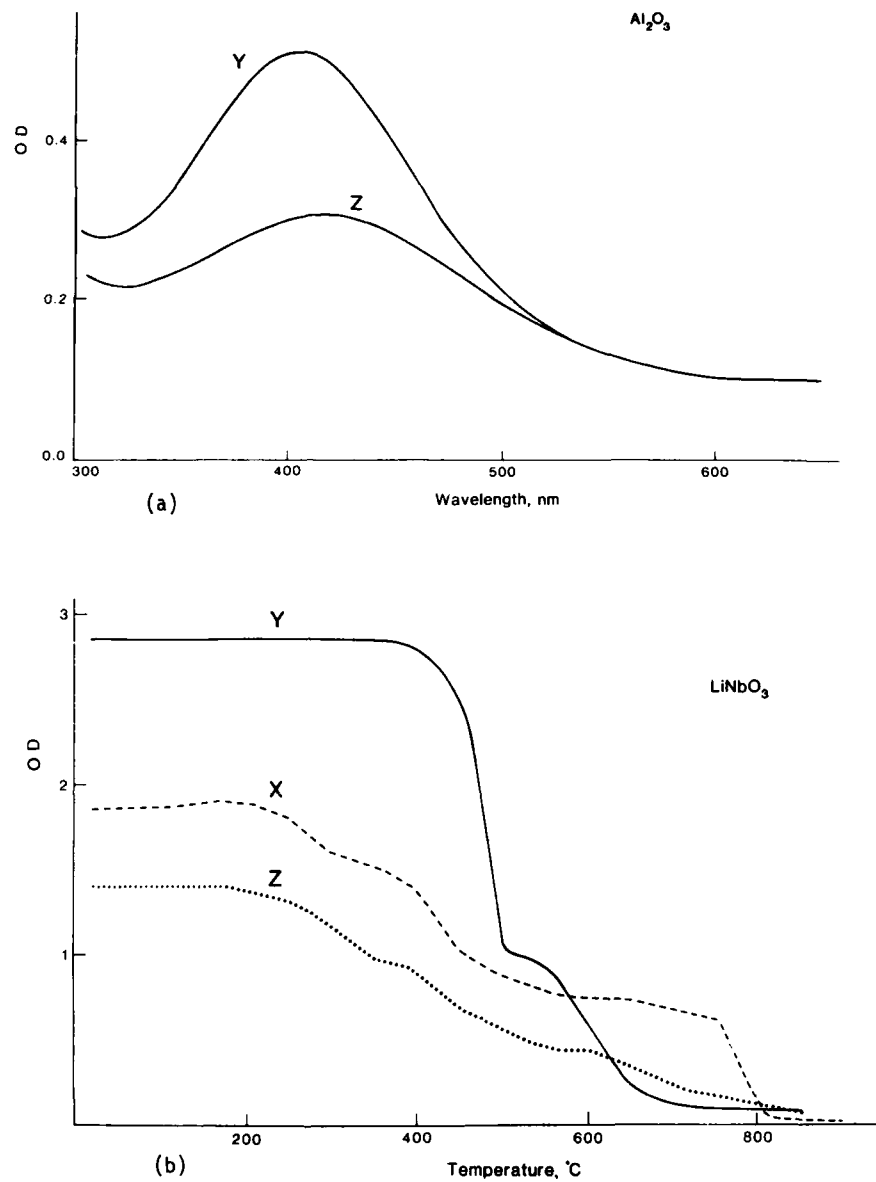 Al₂O₃
Y
Z
O D
0.4
0.2
0.0
300
400
500
600
(a)
Wavelength, nm
3
Y
LiNbO₃
O D
2
X
Z
1
200
400
600
800
(b)
Temperature, °C